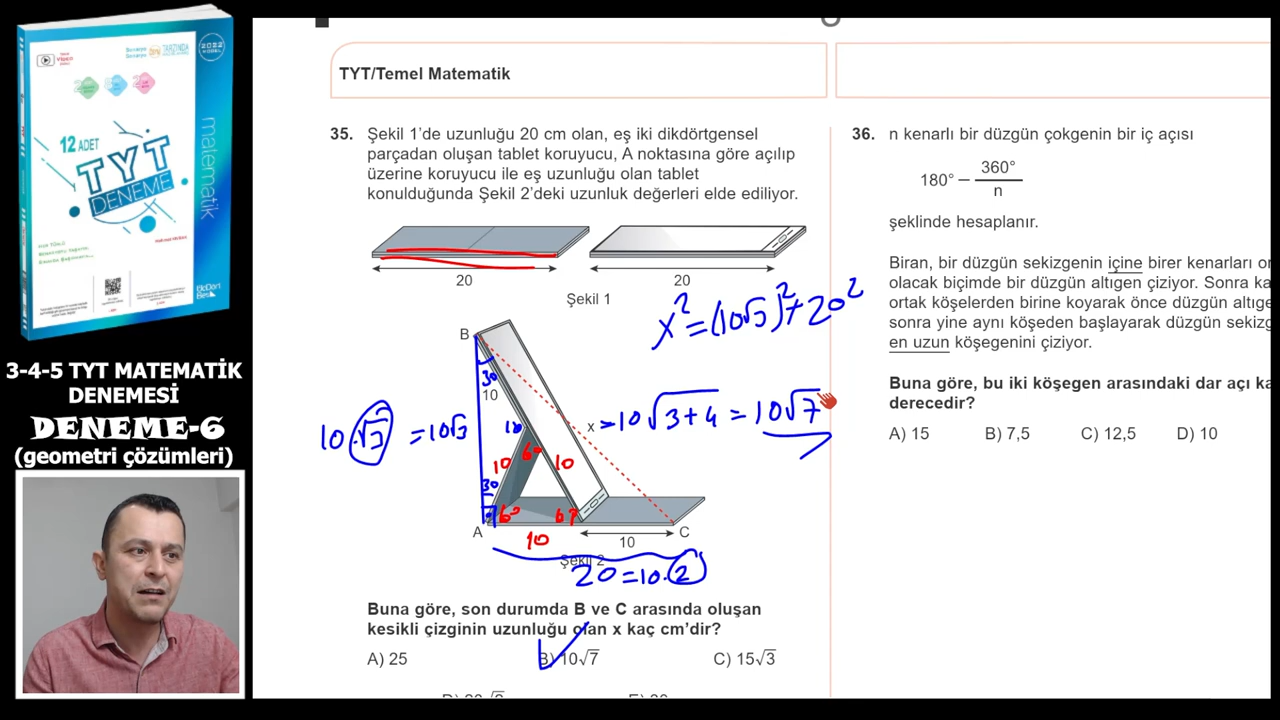 2022
MODEL
TARZINDA
matematik
12 ADET
TYT
DENEME
3-4-5 TYT MATEMATİK
DENEMESİ
DENEME-6
(geometri çözümleri)
TYT/Temel Matematik
35. Şekil 1'de uzunluğu 20 cm olan, eş iki dikdörtgensel
parçadan oluşan tablet koruyucu, A noktasına göre açılıp
üzerine koruyucu ile eş uzunluğu olan tablet
konulduğunda Şekil 2'deki uzunluk değerleri elde ediliyor.
20
20
Şekil 1
x² = (10√3)² + 20²
B
30
10
10.√3 = 10√3
x = 10√3+4 = 10√7
10 60 10
30
60
A
10
10
C
Şekil 2
20 = 10.2
Buna göre, son durumda B ve C arasında oluşan
kesikli çizginin uzunluğu olan x kaç cm'dir?
A) 25 B) 10√7 C) 15√3
36. n kenarlı bir düzgün çokgenin bir iç açısı
180° – 360°/n
şeklinde hesaplanır.
Biran, bir düzgün sekizgenin içine birer kenarları or
olacak biçimde bir düzgün altıgen çiziyor. Sonra ka
ortak köşelerden birine koyarak önce düzgün altıge
sonra yine aynı köşeden başlayarak düzgün sekizg
en uzun köşegenini çiziyor.
Buna göre, bu iki köşegen arasındaki dar açı ka
derecedir?
A) 15 B) 7,5 C) 12,5 D) 10